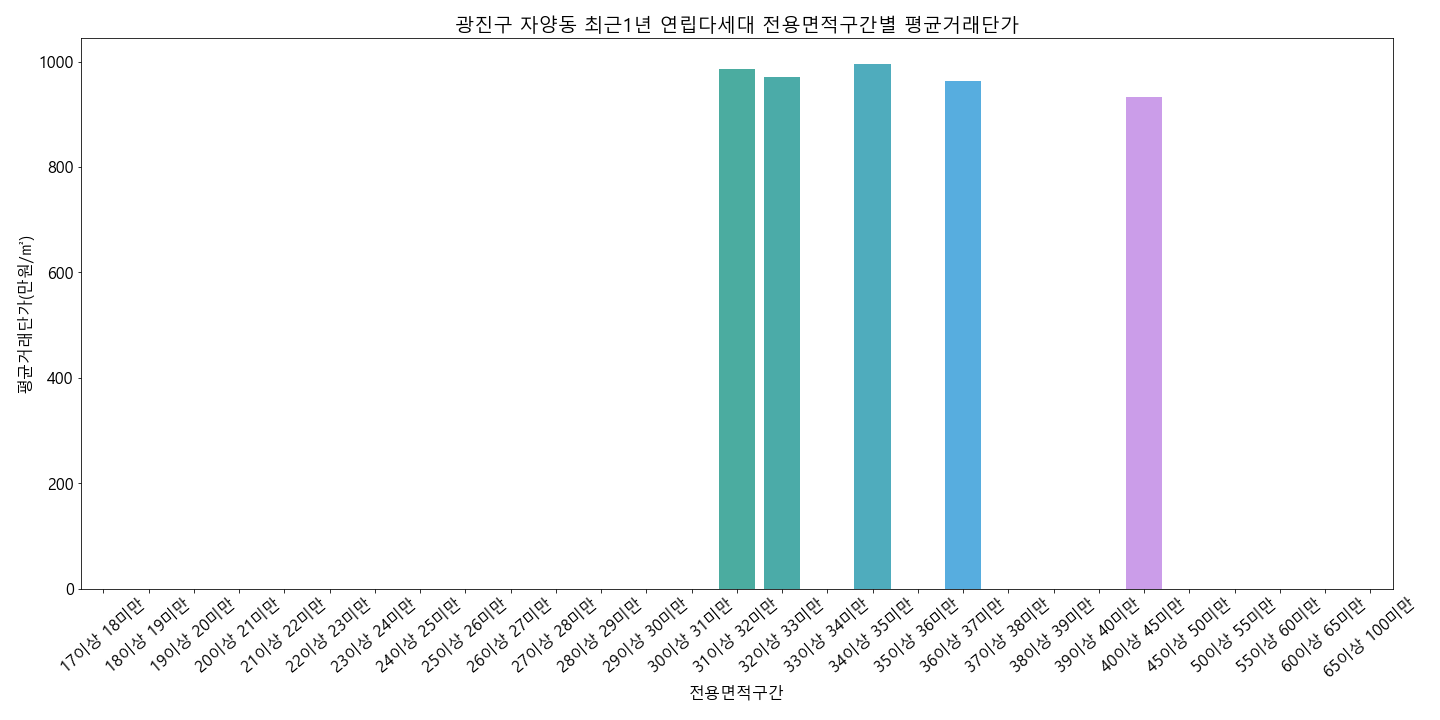 광진구 자양동 최근1년 연립다세대 전용면적구간별 평균거래단가
평균거래단가(만원/㎡)
1000
800
600
400
200
0
17이상 18미만
18이상 19미만
19이상 20미만
20이상 21미만
21이상 22미만
22이상 23미만
23이상 24미만
24이상 25미만
25이상 26미만
26이상 27미만
27이상 28미만
28이상 29미만
29이상 30미만
30이상 31미만
31이상 32미만
32이상 33미만
33이상 34미만
34이상 35미만
35이상 36미만
36이상 37미만
37이상 38미만
38이상 39미만
39이상 40미만
40이상 45미만
45이상 50미만
50이상 55미만
55이상 60미만
60이상 65미만
65이상 100미만
전용면적구간